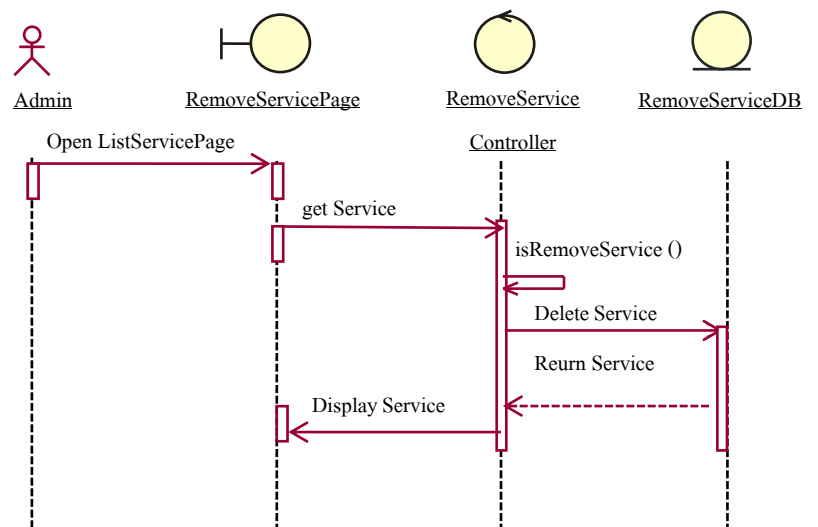 Admin
RemoveServicePage
RemoveService
Controller
RemoveServiceDB
Open ListServicePage
get Service
isRemoveService ()
Delete Service
Reurn Service
Display Service